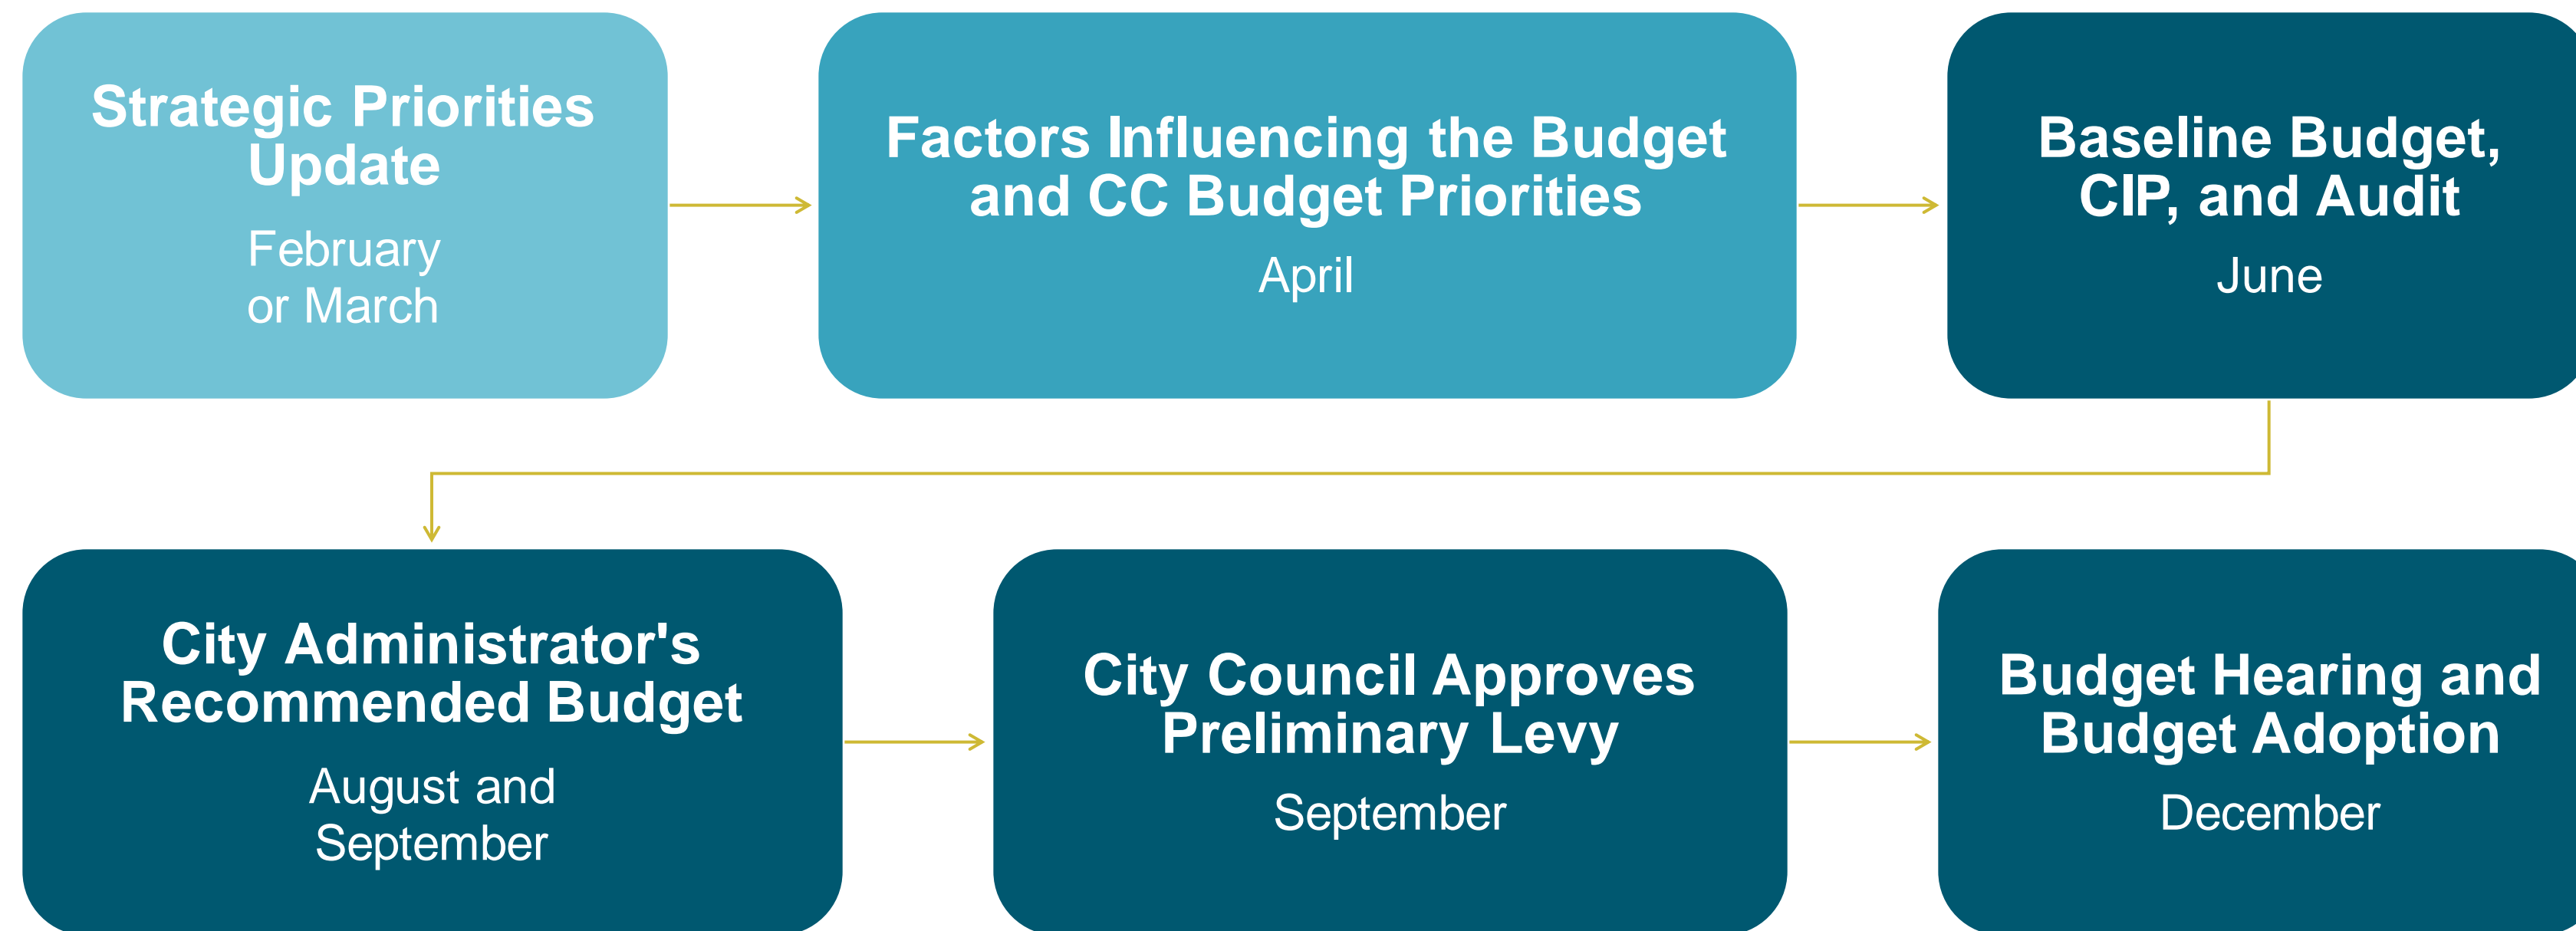 Strategic Priorities
Update
February
or March
Factors Influencing the Budget
and CC Budget Priorities
April
Baseline Budget,
CIP, and Audit
June
City Administrator's
Recommended Budget
August and
September
City Council Approves
Preliminary Levy
September
Budget Hearing and
Budget Adoption
December